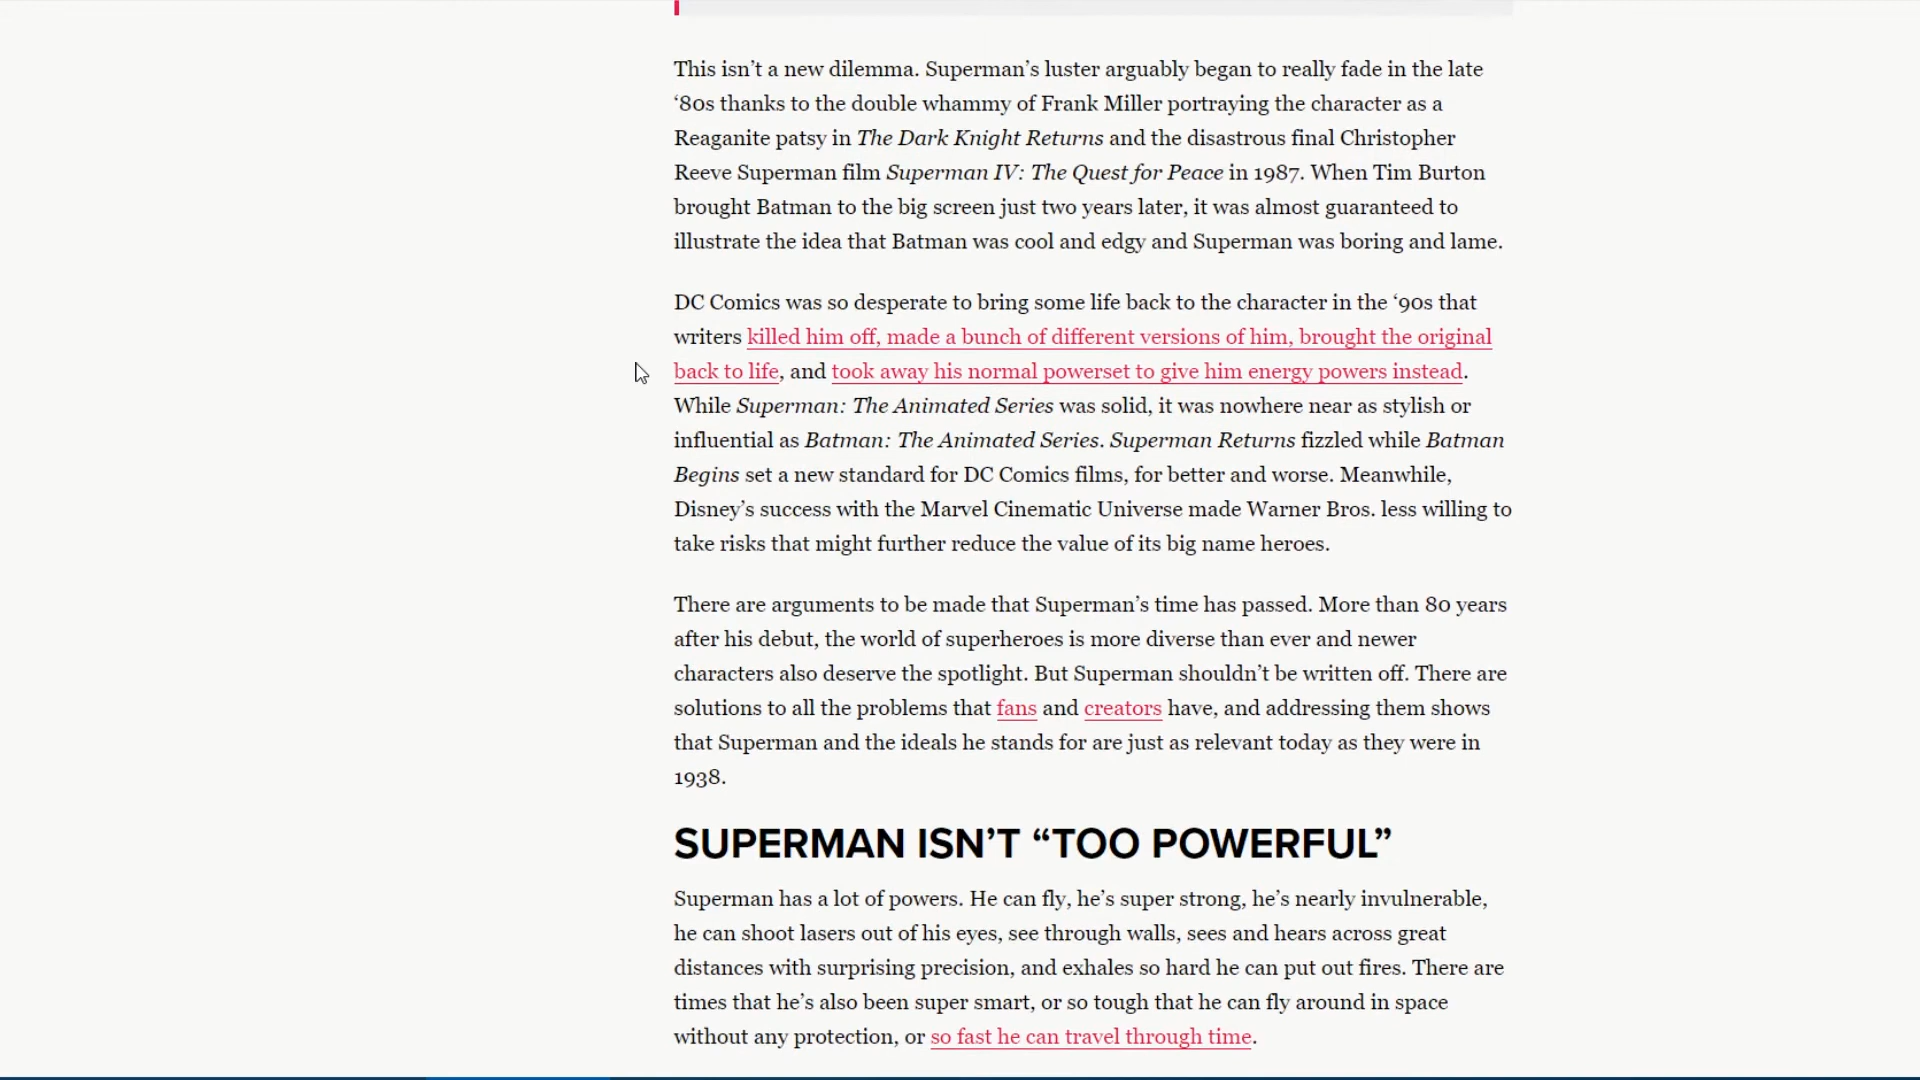 This isn’t a new dilemma. Superman’s luster arguably began to really fade in the late
‘80s thanks to the double whammy of Frank Miller portraying the character as a
Reaganite patsy in The Dark Knight Returns and the disastrous final Christopher
Reeve Superman film Superman IV: The Quest for Peace in 1987. When Tim Burton
brought Batman to the big screen just two years later, it was almost guaranteed to
illustrate the idea that Batman was cool and edgy and Superman was boring and lame.
DC Comics was so desperate to bring some life back to the character in the ‘90s that
writers killed him off, made a bunch of different versions of him, brought the original
back to life, and took away his normal powerset to give him energy powers instead.
While Superman: The Animated Series was solid, it was nowhere near as stylish or
influential as Batman: The Animated Series. Superman Returns fizzled while Batman
Begins set a new standard for DC Comics films, for better and worse. Meanwhile,
Disney’s success with the Marvel Cinematic Universe made Warner Bros. less willing to
take risks that might further reduce the value of its big name heroes.
There are arguments to be made that Superman’s time has passed. More than 80 years
after his debut, the world of superheroes is more diverse than ever and newer
characters also deserve the spotlight. But Superman shouldn’t be written off. There are
solutions to all the problems that fans and creators have, and addressing them shows
that Superman and the ideals he stands for are just as relevant today as they were in
1938.
SUPERMAN ISN’T “TOO POWERFUL”
Superman has a lot of powers. He can fly, he’s super strong, he’s nearly invulnerable,
he can shoot lasers out of his eyes, see through walls, sees and hears across great
distances with surprising precision, and exhales so hard he can put out fires. There are
times that he’s also been super smart, or so tough that he can fly around in space
without any protection, or so fast he can travel through time.